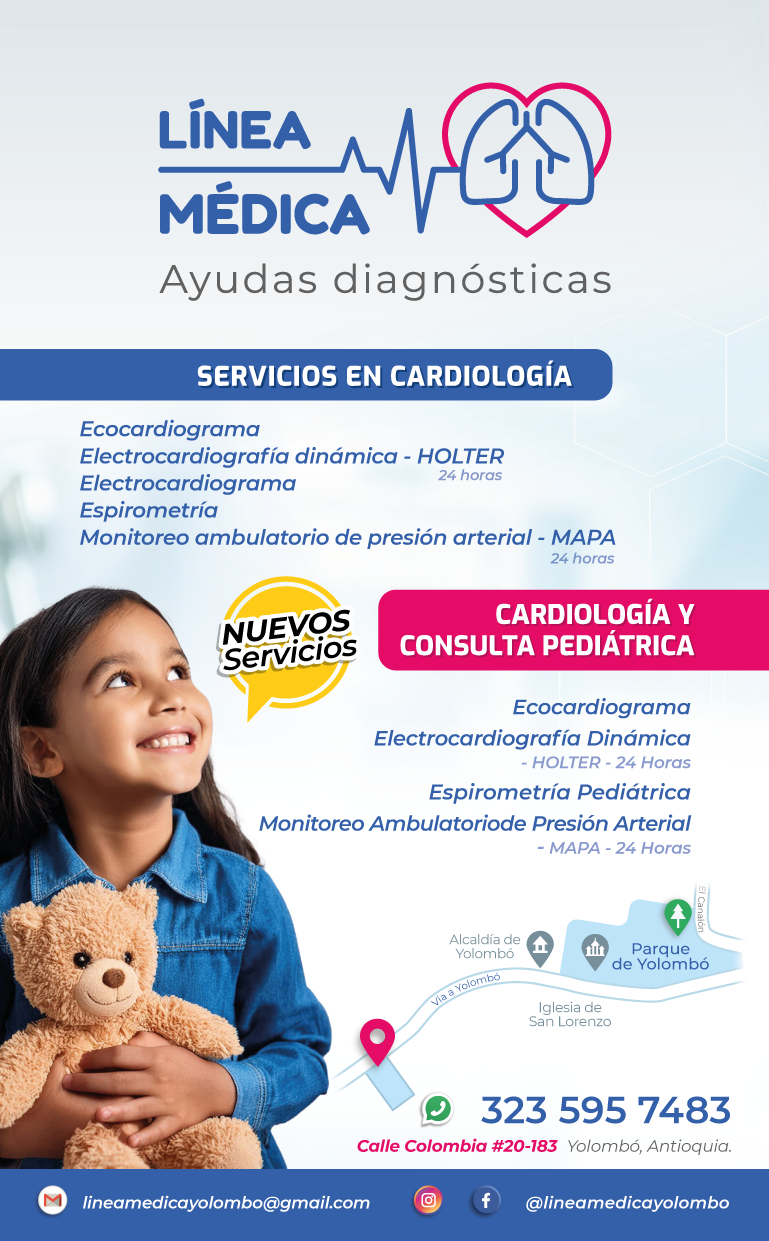 LÍNEA
MÉDICA
Ayudas diagnósticas
SERVICIOS EN CARDIOLOGÍA
Ecocardiograma
Electrocardiografía dinámica - HOLTER
24 horas
Electrocardiograma
Espirometría
Monitoreo ambulatorio de presión arterial - MAPA
24 horas
NUEVOS
Servicios
CARDIOLOGÍA Y
CONSULTA PEDIÁTRICA
Ecocardiograma
Electrocardiografía Dinámica
- HOLTER - 24 Horas
Espirometría Pediátrica
Monitoreo Ambulatoriode Presión Arterial
- MAPA - 24 Horas
El Canalón
Alcaldía de
Yolombó
Parque
de Yolombó
Vía a Yolombó
Iglesia de
San Lorenzo
323 595 7483
Calle Colombia #20-183 Yolombó, Antioquia.
lineamedicayolombo@gmail.com
@lineamedicayolombo